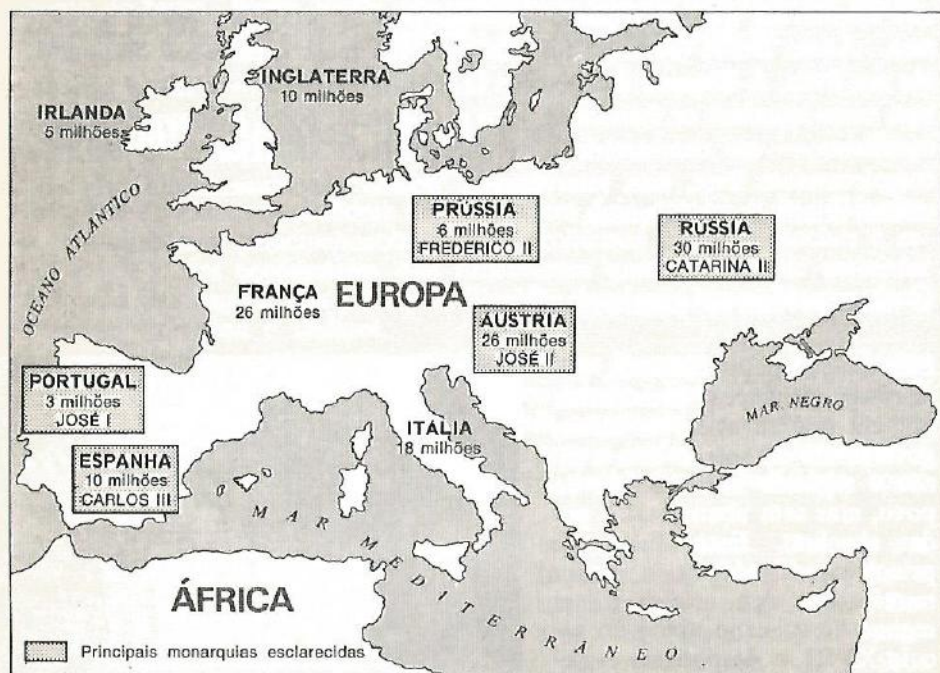 INGLATERRA
10 milhões
IRLANDA
5 milhões
OCEANO ATLÂNTICO
PRÚSSIA
6 milhões
FREDERICO II
RÚSSIA
30 milhões
CATARINA II
FRANÇA
26 milhões
EUROPA
ÁUSTRIA
26 milhões
JOSÉ II
PORTUGAL
3 milhões
JOSÉ I
ESPANHA
10 milhões
CARLOS III
ITÁLIA
18 milhões
MAR NEGRO
MAR MEDITERRÂNEO
ÁFRICA
Principais monarquias esclarecidas